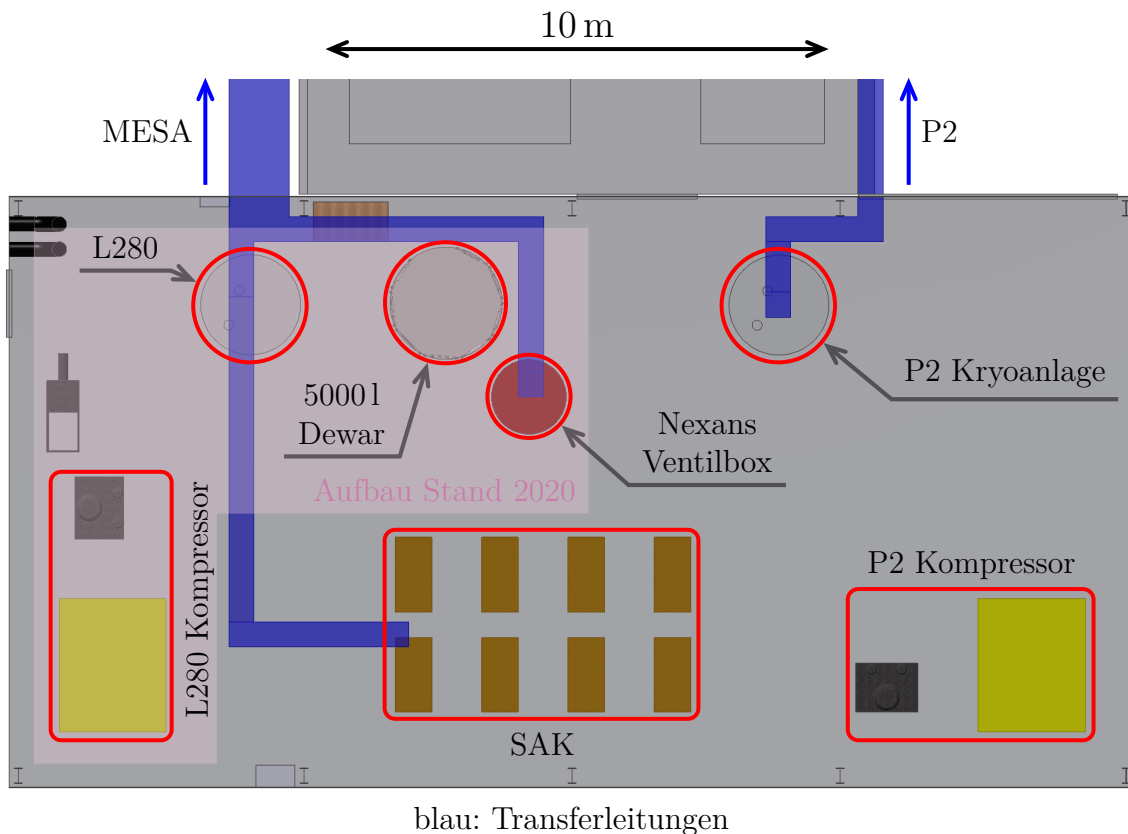 10 m
MESA
P2
L280
5000 l
Dewar
P2 Kryoanlage
Nexans
Ventilbox
Aufbau Stand 2020
L280 Kompressor
P2 Kompressor
SAK
blau: Transferleitungen